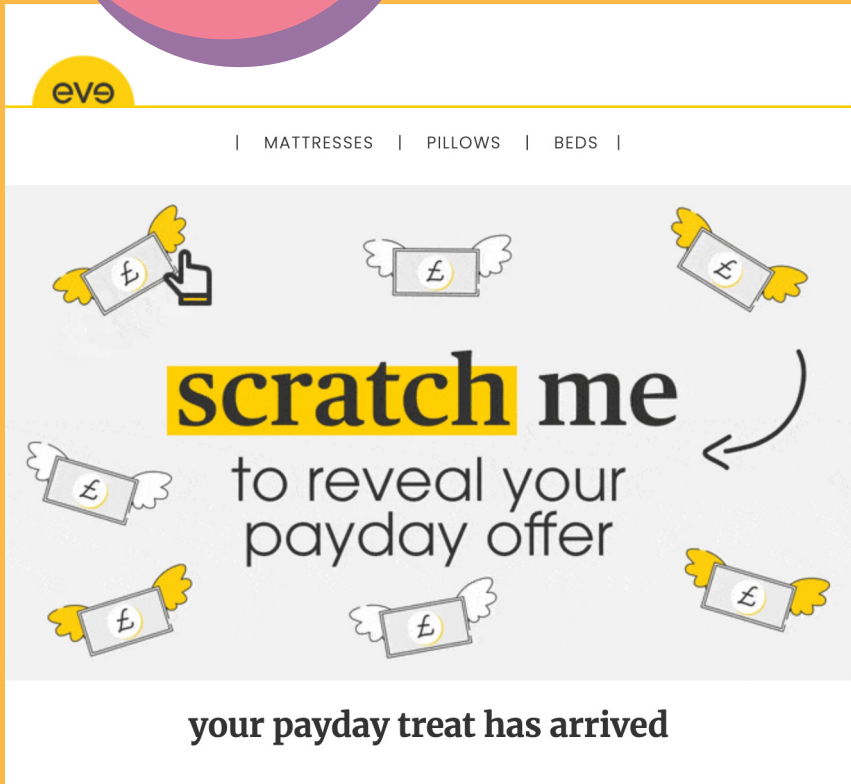 eve
| MATTRESSES | PILLOWS | BEDS |
£ £ £
scratch me
to reveal your
payday offer
£
£ £ £
your payday treat has arrived